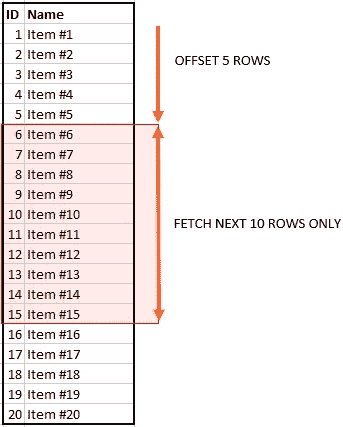 ID Name
1 Item #1
2 Item #2
3 Item #3
4 Item #4
5 Item #5
6 Item #6
7 Item #7
8 Item #8
9 Item #9
10 Item #10
11 Item #11
12 Item #12
13 Item #13
14 Item #14
15 Item #15
16 Item #16
17 Item #17
18 Item #18
19 Item #19
20 Item #20
OFFSET 5 ROWS
FETCH NEXT 10 ROWS ONLY